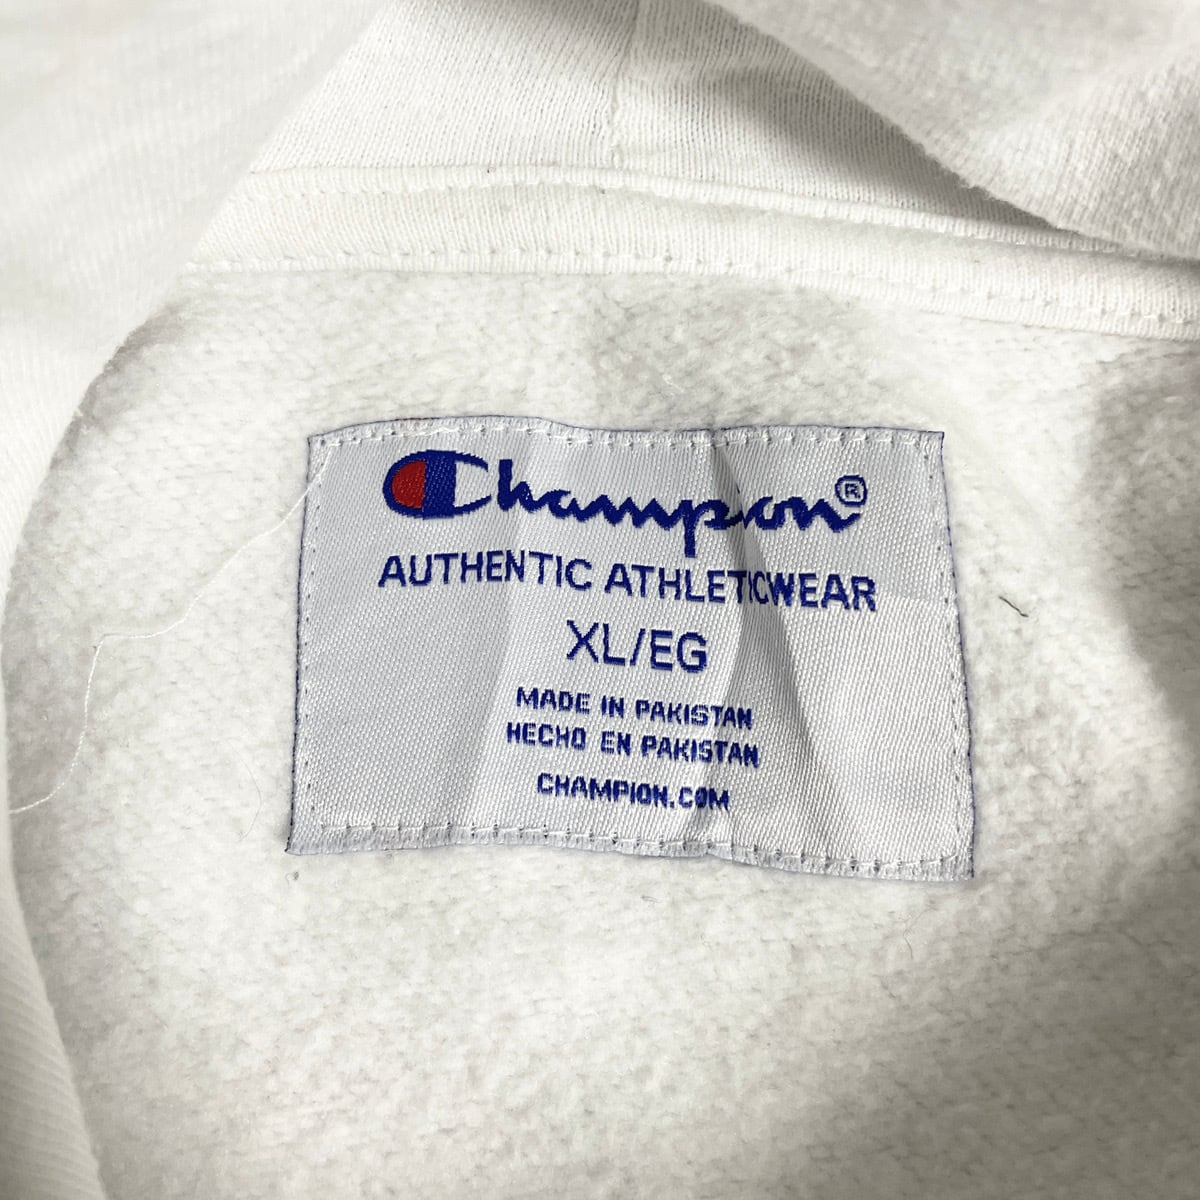 Champion®
AUTHENTIC ATHLETICWEAR
XL/EG
MADE IN PAKISTAN
HECHO EN PAKISTAN
CHAMPION.COM